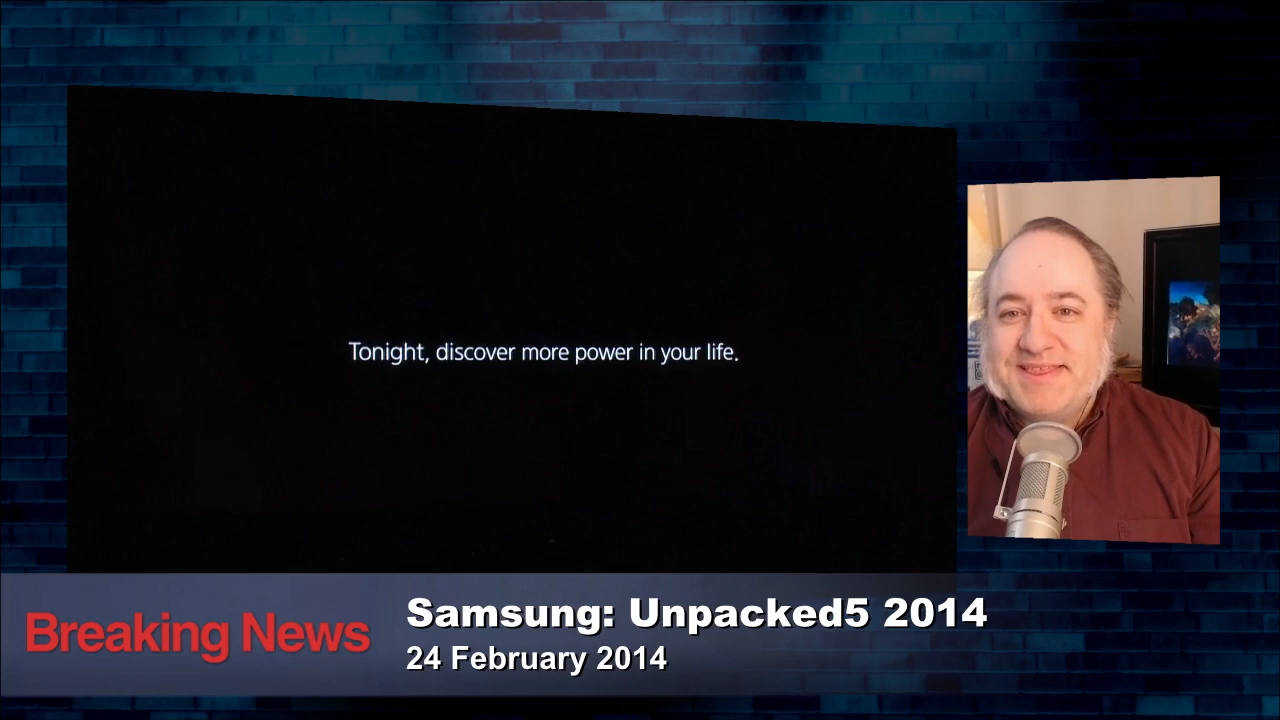 Tonight, discover more power in your life.
Breaking News
Samsung: Unpacked5 2014
24 February 2014